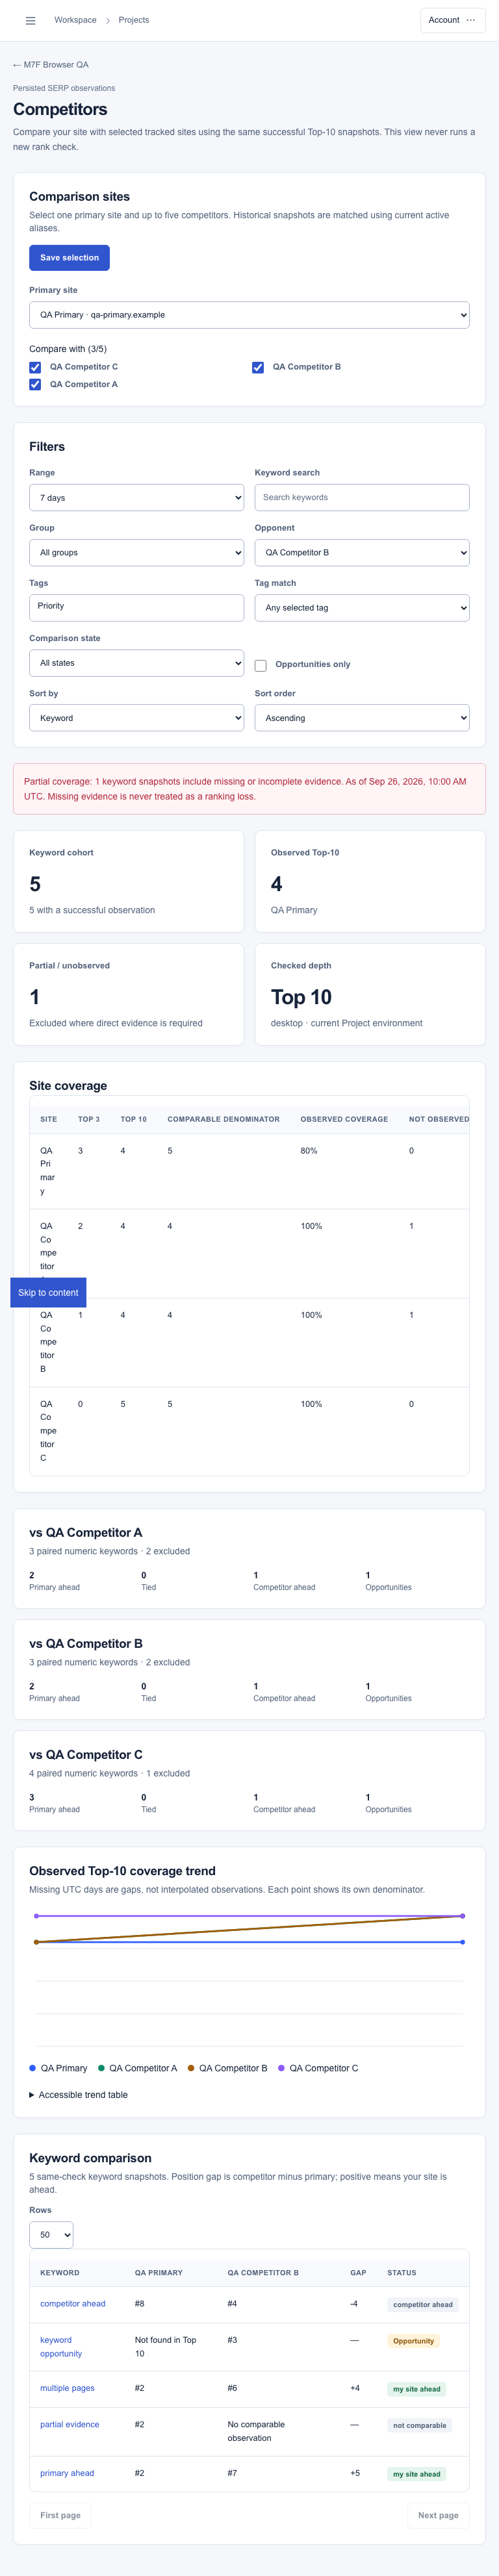 Workspace > Projects
Account ···
← M7F Browser QA
Persisted SERP observations
Competitors
Compare your site with selected tracked sites using the same successful Top-10 snapshots. This view never runs a
new rank check.
Comparison sites
Select one primary site and up to five competitors. Historical snapshots are matched using current active
aliases.
Save selection
Primary site
QA Primary · qa-primary.example
Compare with (3/5)
QA Competitor C
QA Competitor B
QA Competitor A
Filters
Range
Keyword search
7 days
Search keywords
Group
Opponent
All groups
QA Competitor B
Tags
Tag match
Priority
Any selected tag
Comparison state
All states
Opportunities only
Sort by
Sort order
Keyword
Ascending
Partial coverage: 1 keyword snapshots include missing or incomplete evidence. As of Sep 26, 2026, 10:00 AM
UTC. Missing evidence is never treated as a ranking loss.
Keyword cohort
5
5 with a successful observation
Observed Top-10
4
QA Primary
Partial / unobserved
1
Excluded where direct evidence is required
Checked depth
Top 10
desktop · current Project environment
Site coverage
SITE TOP 3 TOP 10 COMPARABLE DENOMINATOR OBSERVED COVERAGE NOT OBSERVED
QA 3 4 5 80% 0
Pri
mar
y
QA 2 4 4 100% 1
Co
mpe
titor
Skip to content
QA 1 4 4 100% 1
Co
mpe
titor
B
QA 0 5 5 100% 0
Co
mpe
titor
C
vs QA Competitor A
3 paired numeric keywords · 2 excluded
2 0 1 1
Primary ahead Tied Competitor ahead Opportunities
vs QA Competitor B
3 paired numeric keywords · 2 excluded
2 0 1 1
Primary ahead Tied Competitor ahead Opportunities
vs QA Competitor C
4 paired numeric keywords · 1 excluded
3 0 1 1
Primary ahead Tied Competitor ahead Opportunities
Observed Top-10 coverage trend
Missing UTC days are gaps, not interpolated observations. Each point shows its own denominator.
QA Primary QA Competitor A QA Competitor B QA Competitor C
Accessible trend table
Keyword comparison
5 same-check keyword snapshots. Position gap is competitor minus primary; positive means your site is
ahead.
Rows
50
KEYWORD QA PRIMARY QA COMPETITOR B GAP STATUS
competitor ahead #8 #4 -4 competitor ahead
keyword Not found in Top #3 — Opportunity
opportunity 10
multiple pages #2 #6 +4 my site ahead
partial evidence #2 No comparable — not comparable
observation
primary ahead #2 #7 +5 my site ahead
First page
Next page